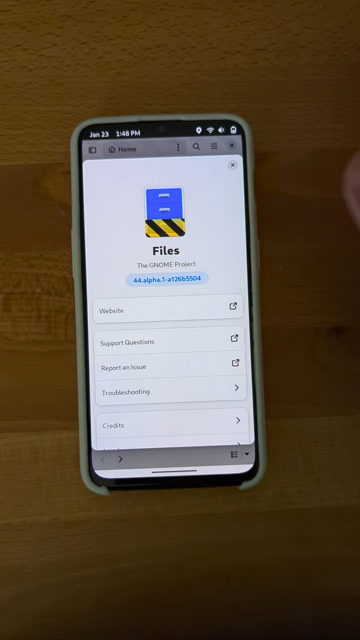 Jan 23 1:48 PM
Home
Files
The GNOME Project
44.alpha.1-a126b5504
Website
Support Questions
Report an Issue
Troubleshooting
Credits